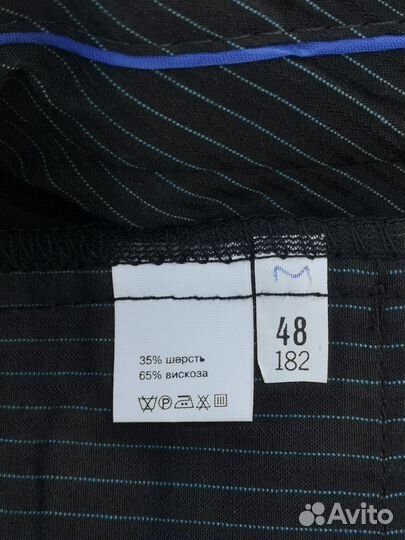 35% шерсть
65% вискоза
48
182
Avito